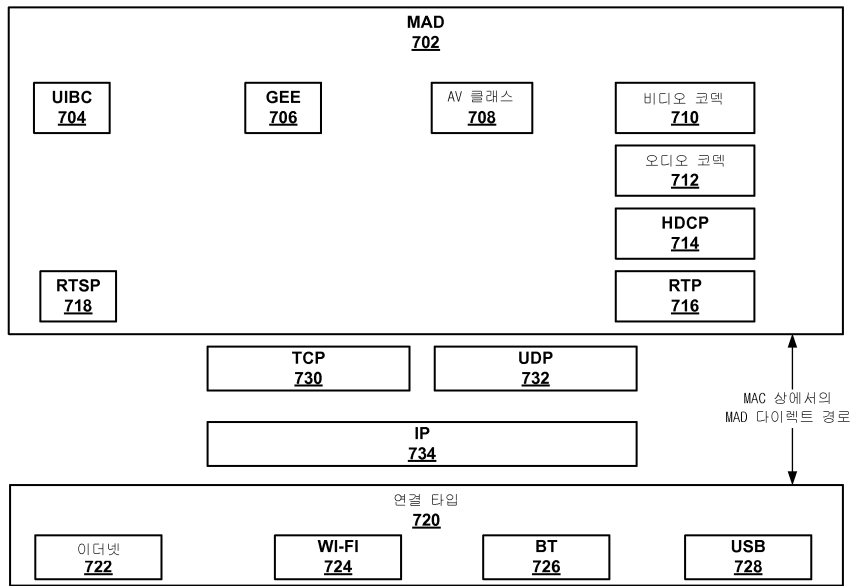 MAD
702
UIBC
704
GEE
706
AV 클래스
708
비디오 코덱
710
오디오 코덱
712
HDCP
714
RTSP
718
RTP
716
TCP
730
UDP
732
MAC 상에서의
MAD 다이렉트 경로
IP
734
연결 타입
720
이더넷
722
WI-FI
724
BT
726
USB
728